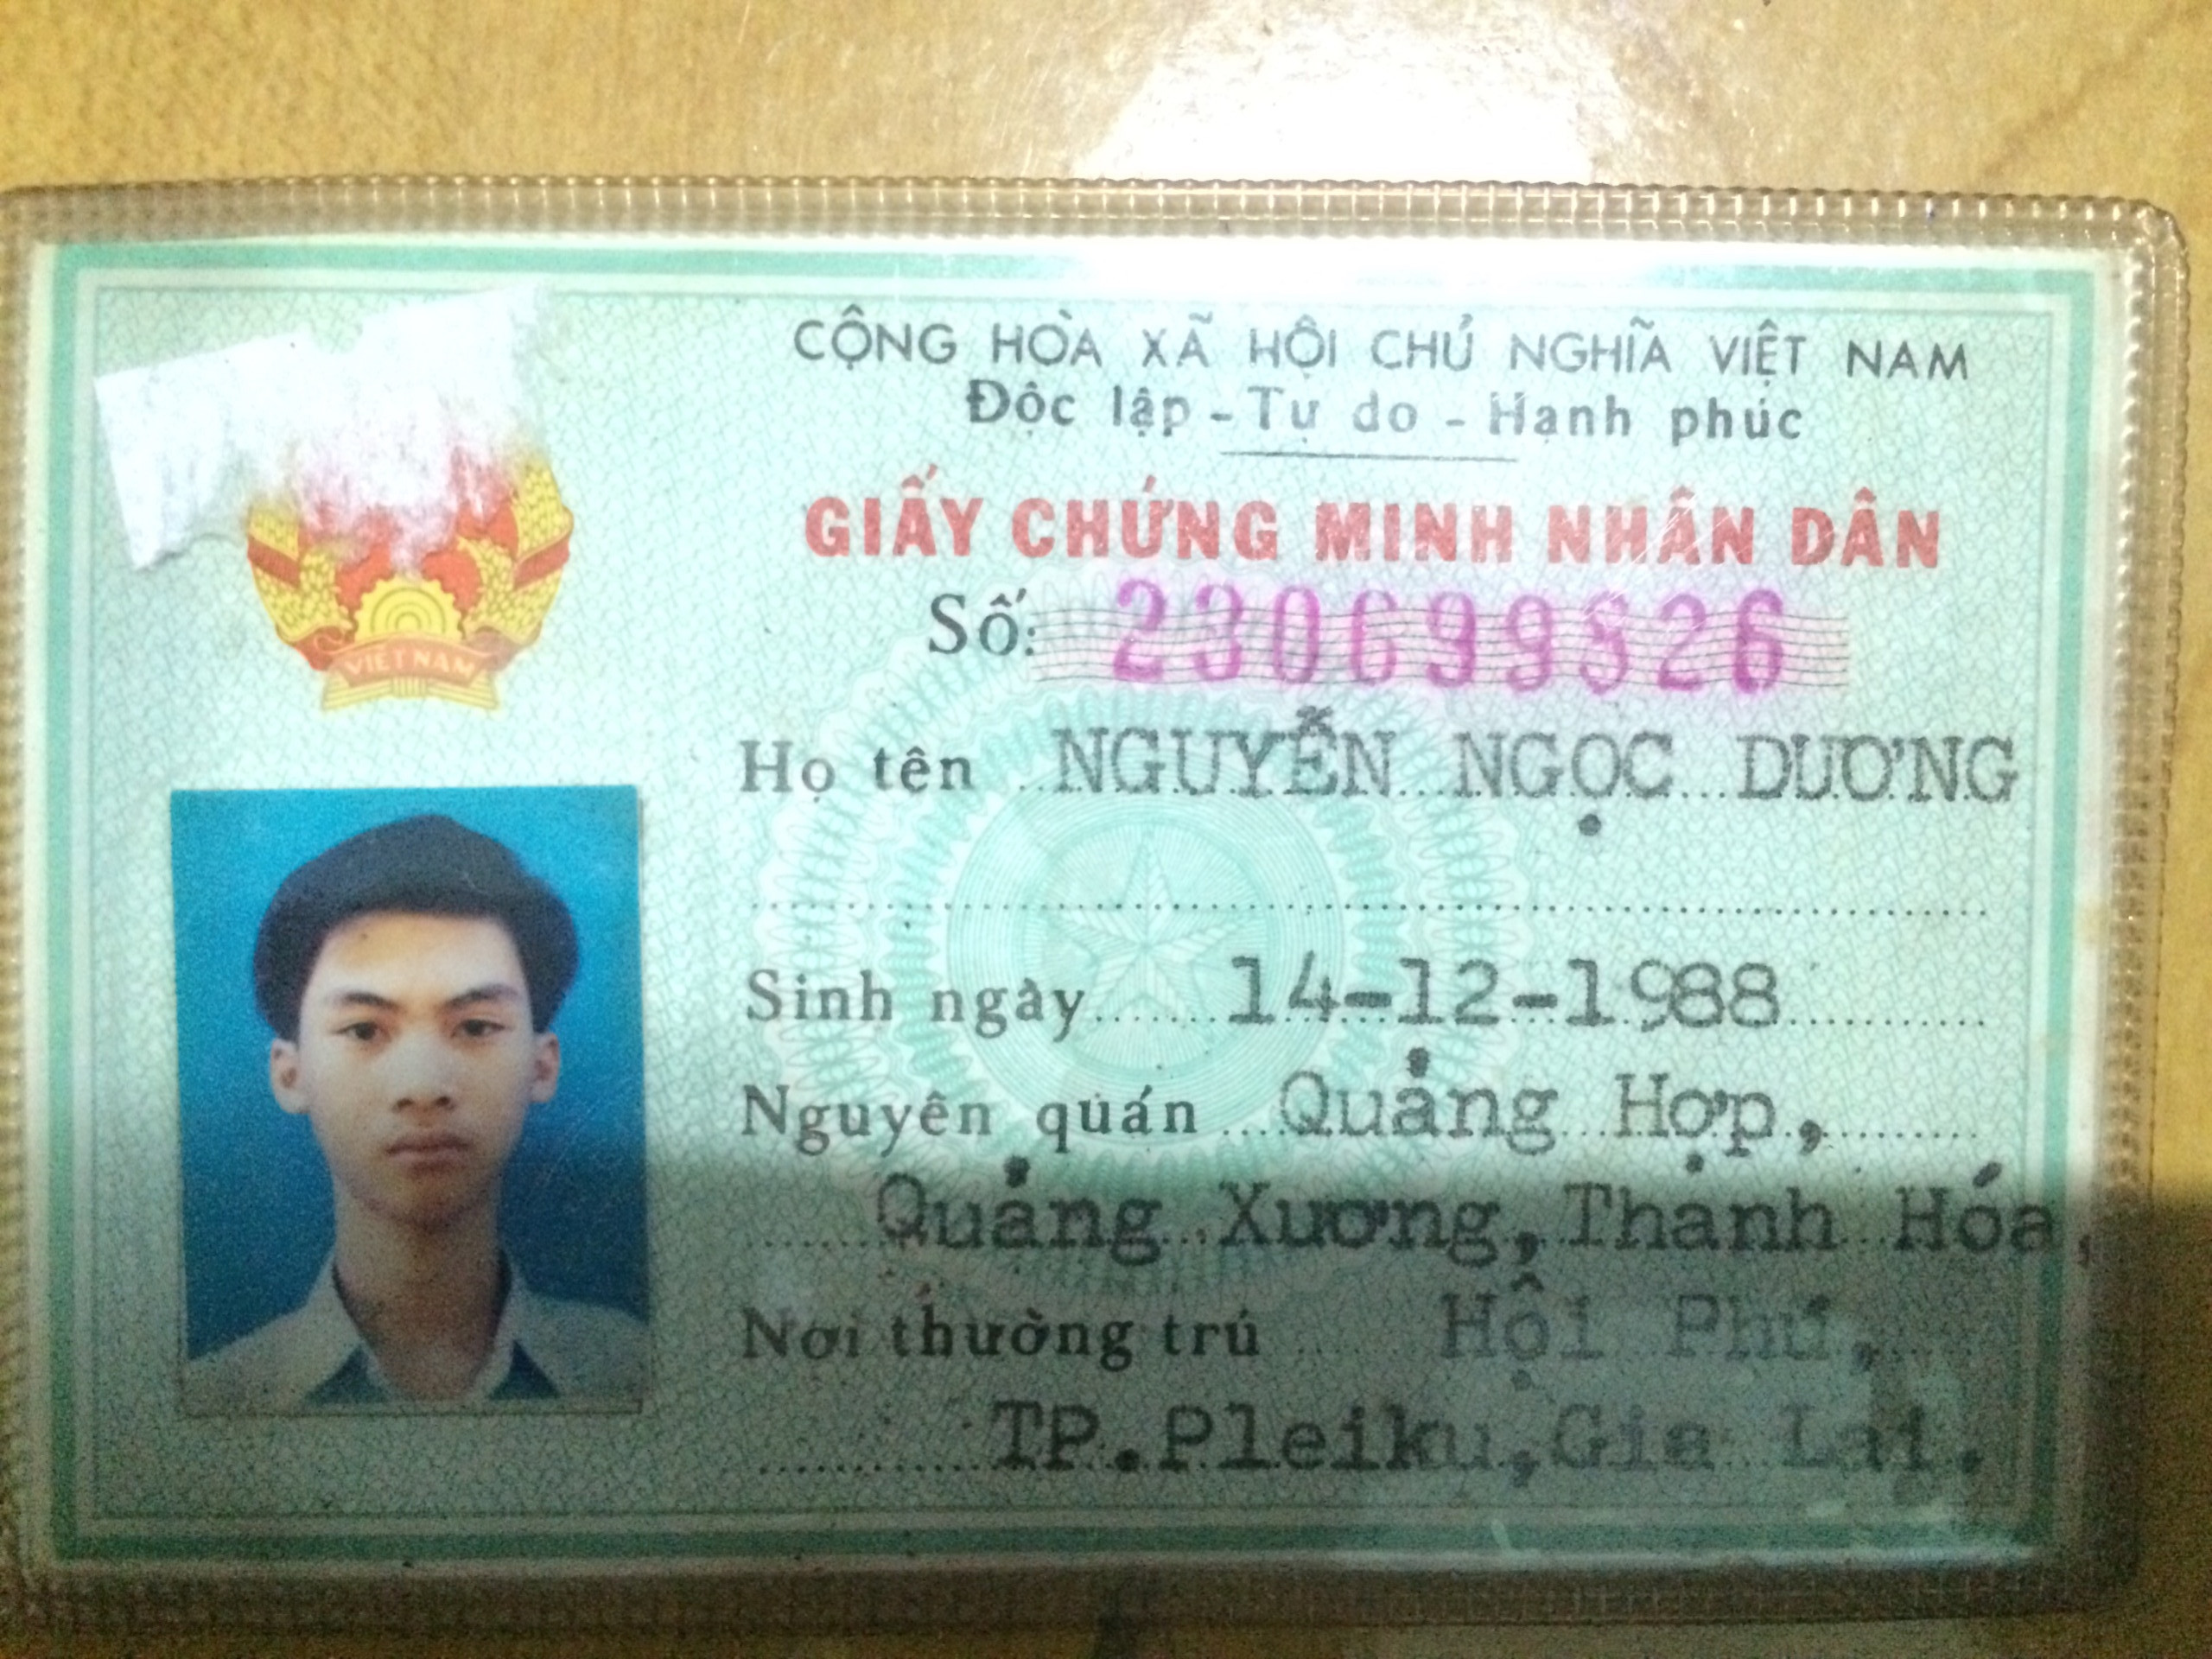 CỘNG HÒA XÃ HỘI CHỦ NGHĨA VIỆT NAM
Độc lập - Tự do - Hạnh phúc
GIẤY CHỨNG MINH NHÂN DÂN
Số: 230699526
VIỆT NAM
Họ tên NGUYỄN NGỌC DƯƠNG
Sinh ngày 14-12-1988
Nguyên quán Quảng Hợp,
Quảng Xương, Thạnh Hóa,
Nơi thường trú Hội Phú,
TP.Pleiku, Gia Lai.